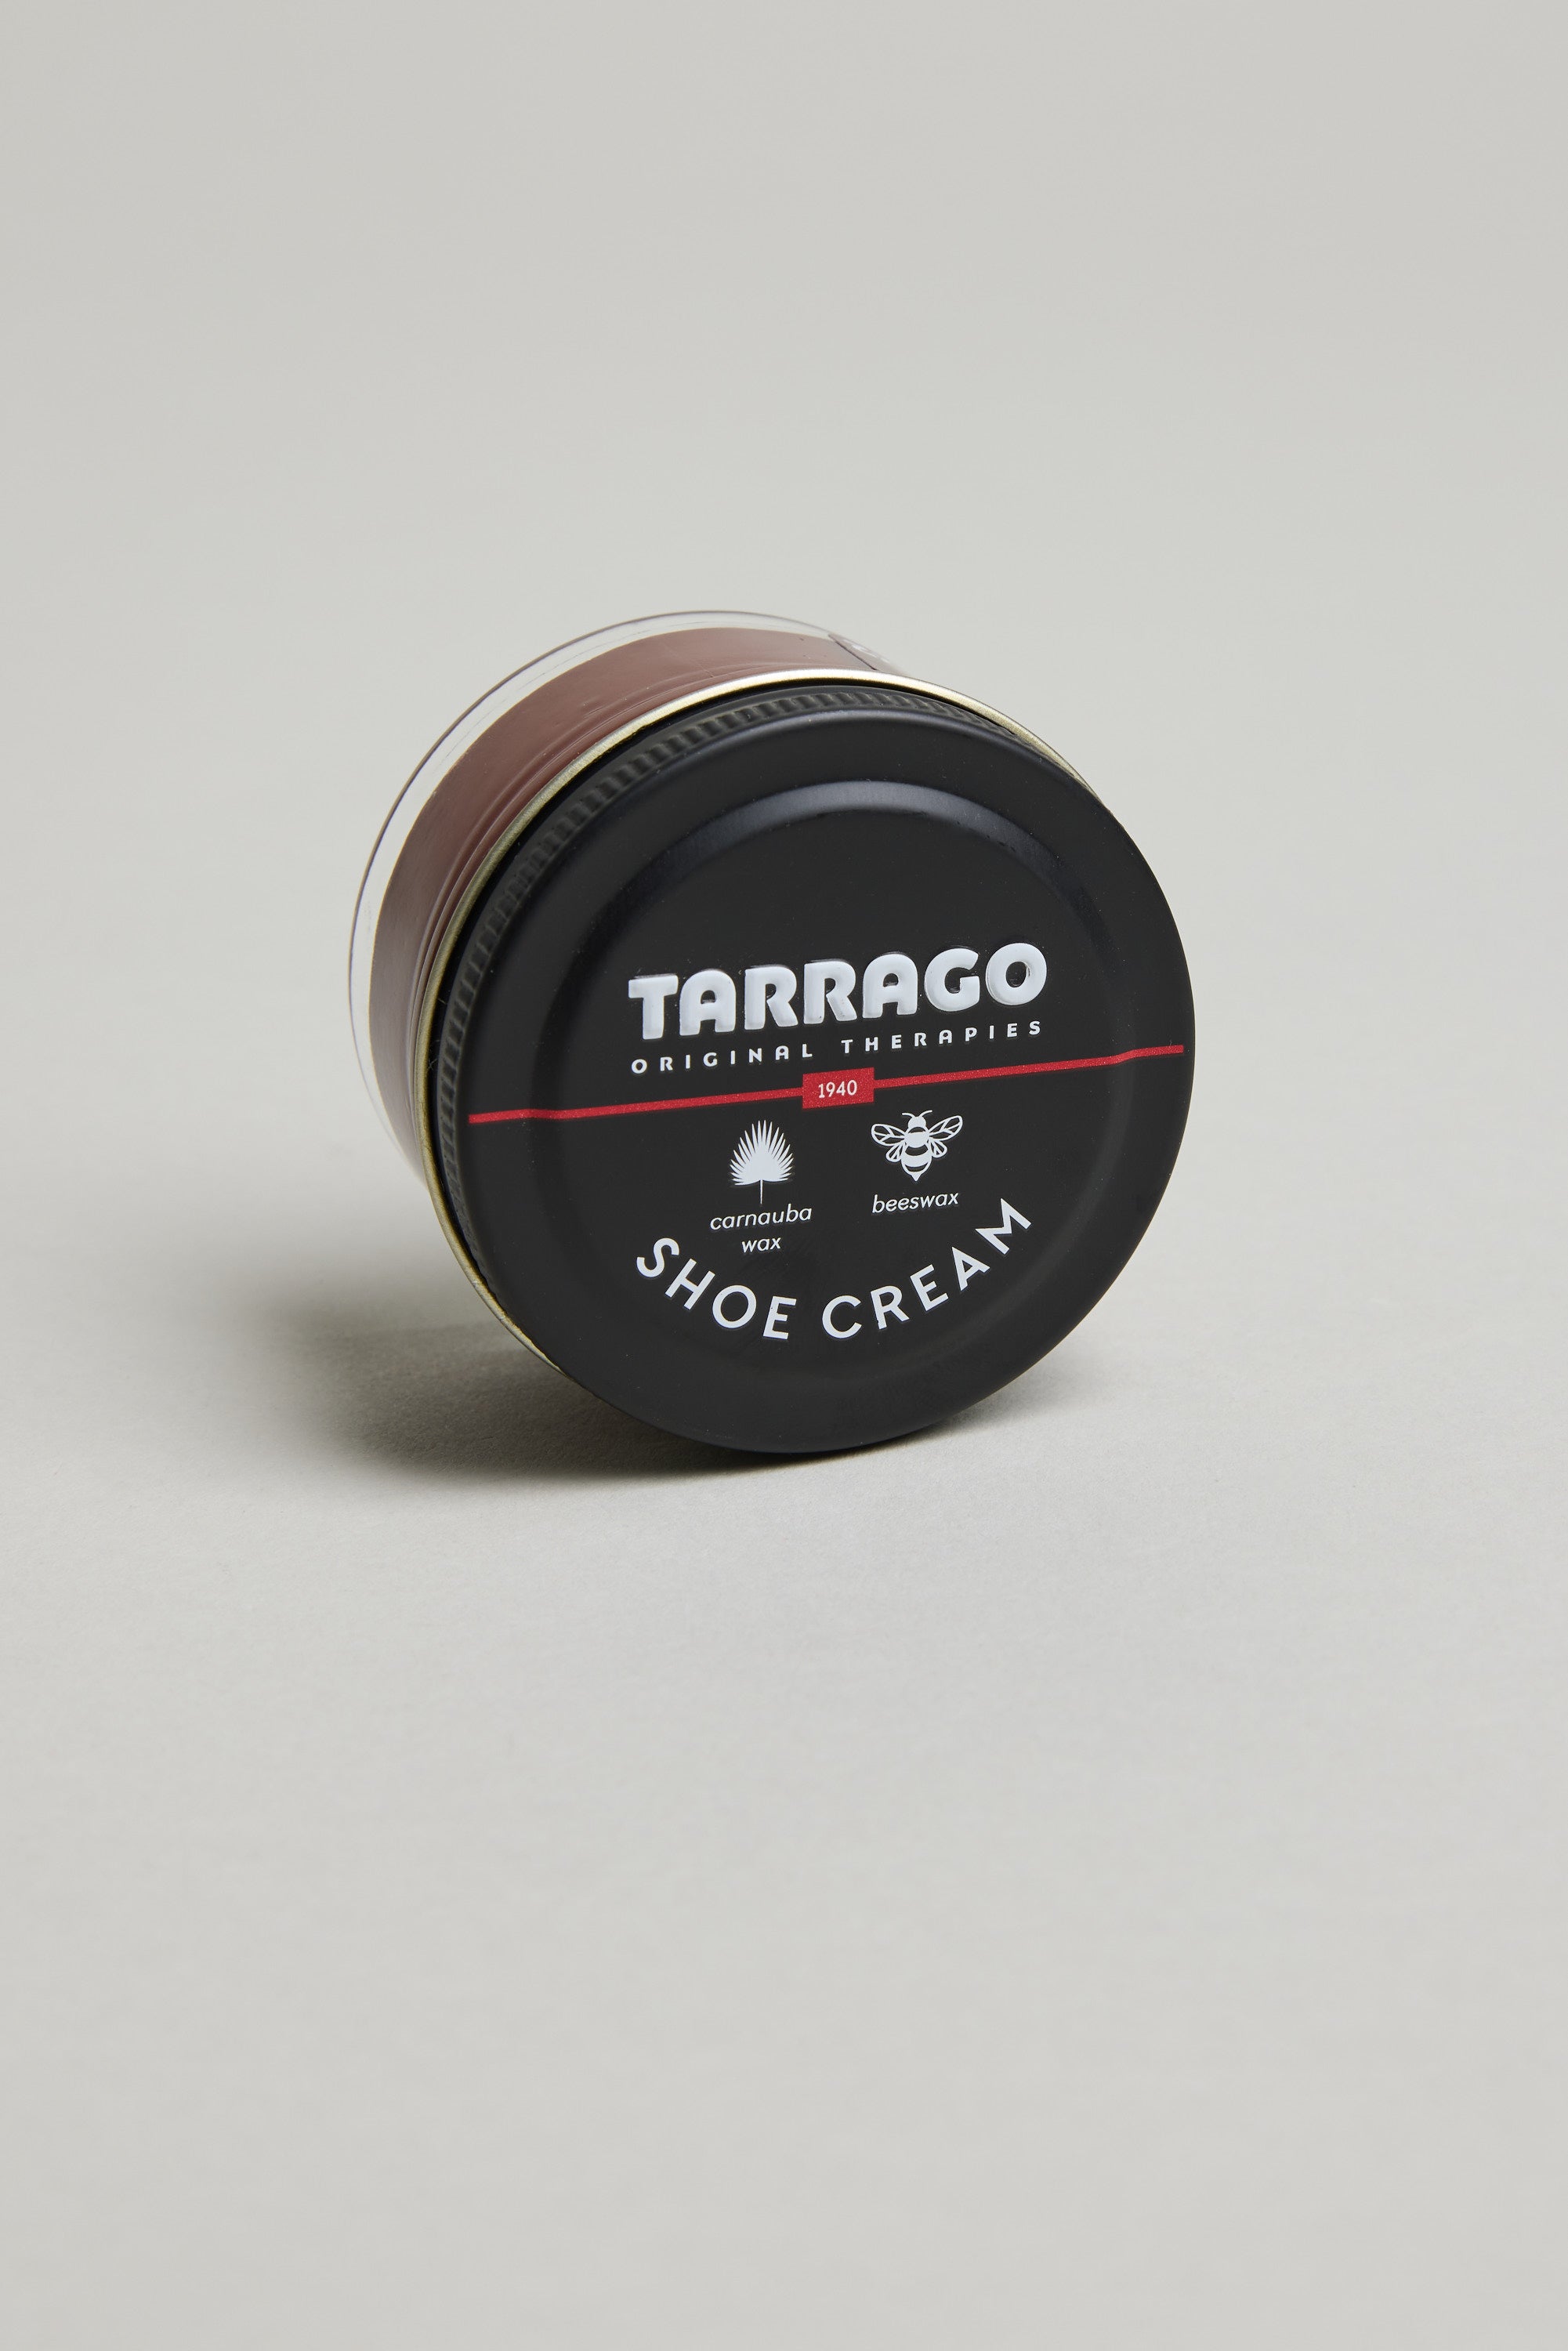 TARRAGO
ORIGINAL THERAPIES
1940
carnauba
wax
beeswax
SHOE CREAM